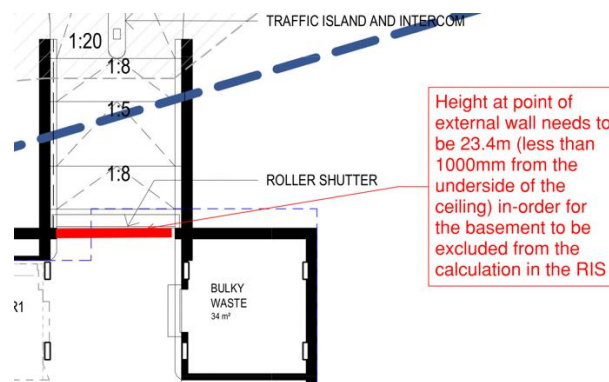 TRAFFIC ISLAND AND INTERCOM
1:20
1:8
1:5
1:8
ROLLER SHUTTER
Height at point of
external wall needs to
be 23.4m (less than
1000mm from the
underside of the
ceiling) in-order for
the basement to be
excluded from the
calculation in the RIS
R1
BULKY
WASTE
34 m²